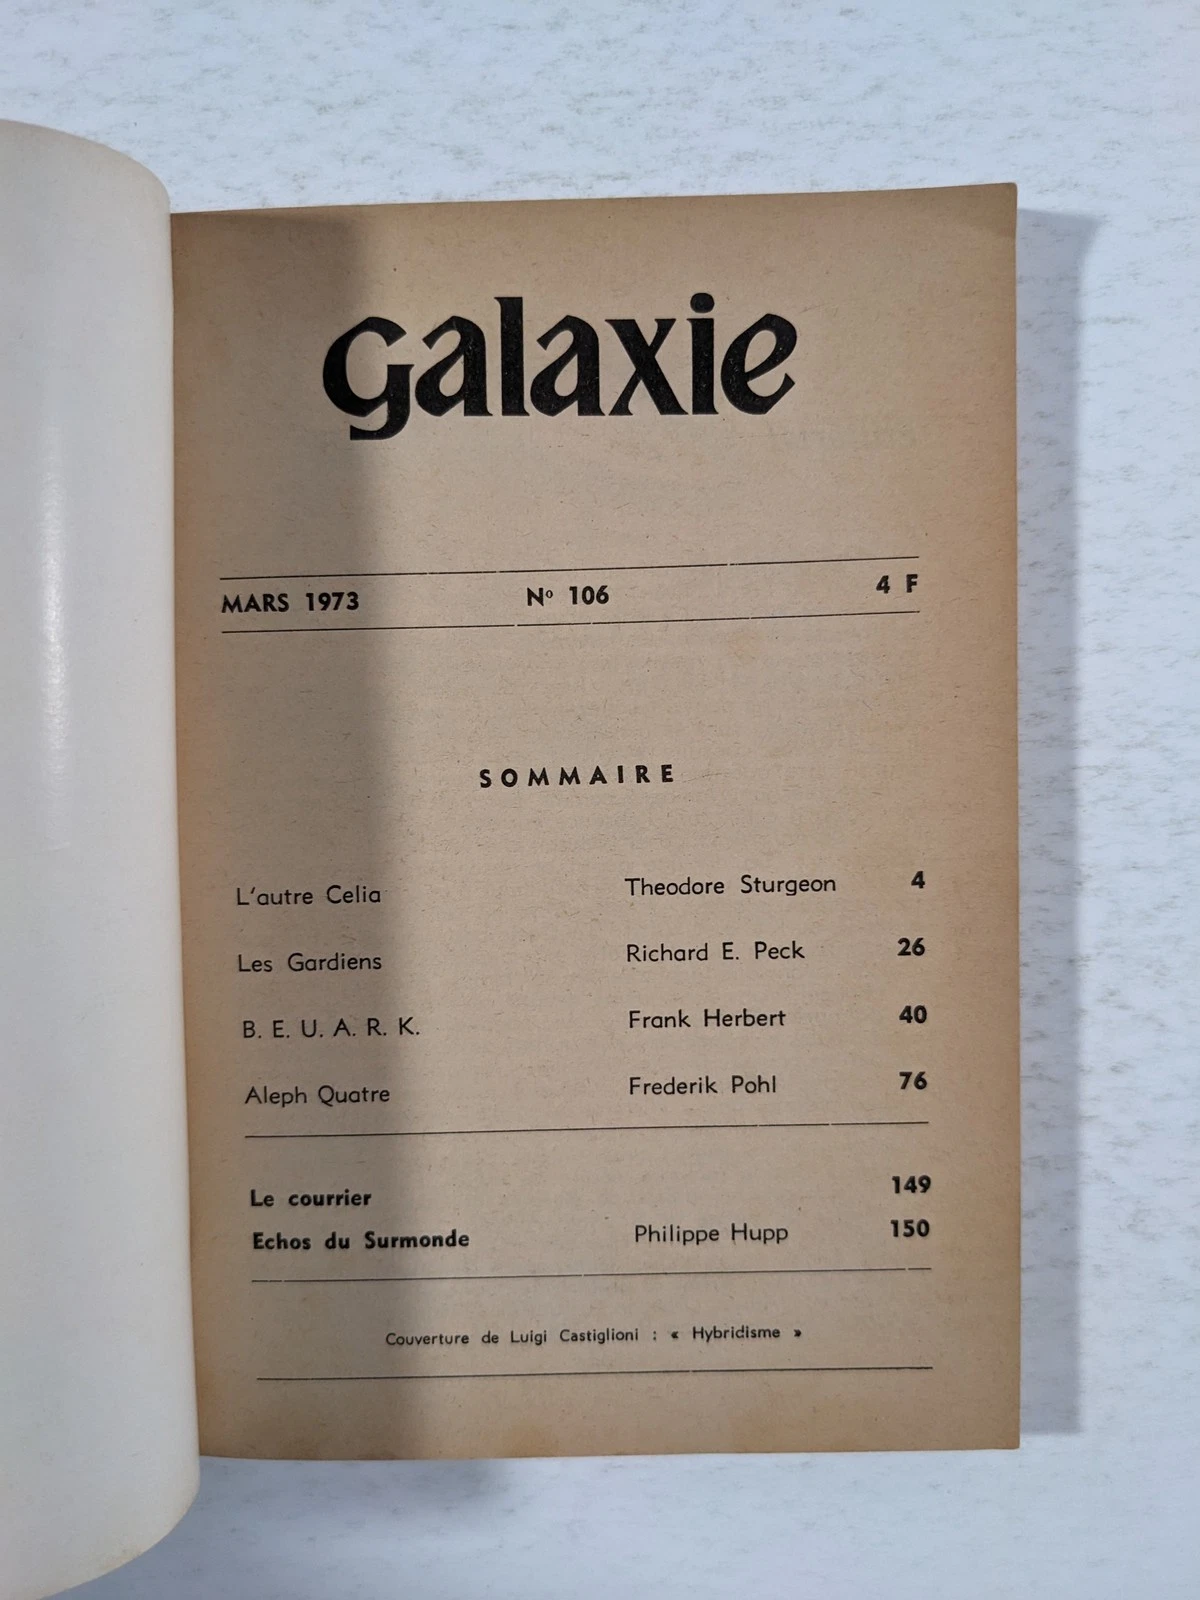 galaxie
MARS 1973 Nº 106 4 F
SOMMAIRE
L'autre Celia Theodore Sturgeon 4
Les Gardiens Richard E. Peck 26
B. E. U. A. R. K. Frank Herbert 40
Aleph Quatre Frederik Pohl 76
Le courrier 149
Echos du Surmonde Philippe Hupp 150
Couverture de Luigi Castiglioni : « Hybridisme »